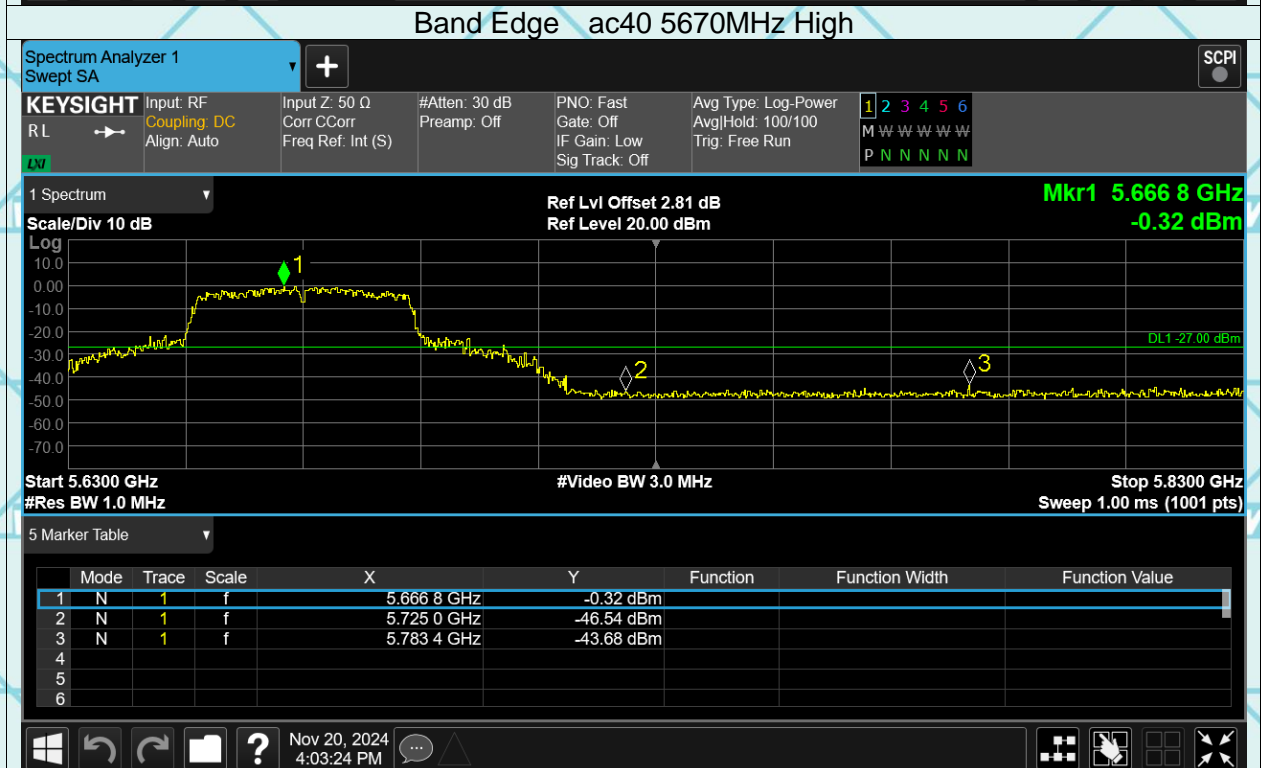 Band Edge ac40 5670MHz High
Spectrum Analyzer 1
Swept SA
+
SCPI
KEYSIGHT
R L
LXI
Input: RF
Coupling: DC
Align: Auto
Input Z: 50 Ω
Corr CCorr
Freq Ref: Int (S)
#Atten: 30 dB
Preamp: Off
PNO: Fast
Gate: Off
IF Gain: Low
Sig Track: Off
Avg Type: Log-Power
Avg|Hold: 100/100
Trig: Free Run
1 2 3 4 5 6
M W W W W W
P N N N N N
1 Spectrum
Scale/Div 10 dB
Ref Lvl Offset 2.81 dB
Ref Level 20.00 dBm
Mkr1 5.666 8 GHz
-0.32 dBm
Log
10.0
0.00
-10.0
-20.0
-30.0
-40.0
-50.0
-60.0
-70.0
1
2
3
DL1 -27.00 dBm
Start 5.6300 GHz
#Video BW 3.0 MHz
Stop 5.8300 GHz
#Res BW 1.0 MHz
Sweep 1.00 ms (1001 pts)
5 Marker Table
Mode Trace Scale X Y Function Function Width Function Value
1 N 1 f 5.666 8 GHz -0.32 dBm
2 N 1 f 5.725 0 GHz -46.54 dBm
3 N 1 f 5.783 4 GHz -43.68 dBm
4
5
6
?
Nov 20, 2024
4:03:24 PM